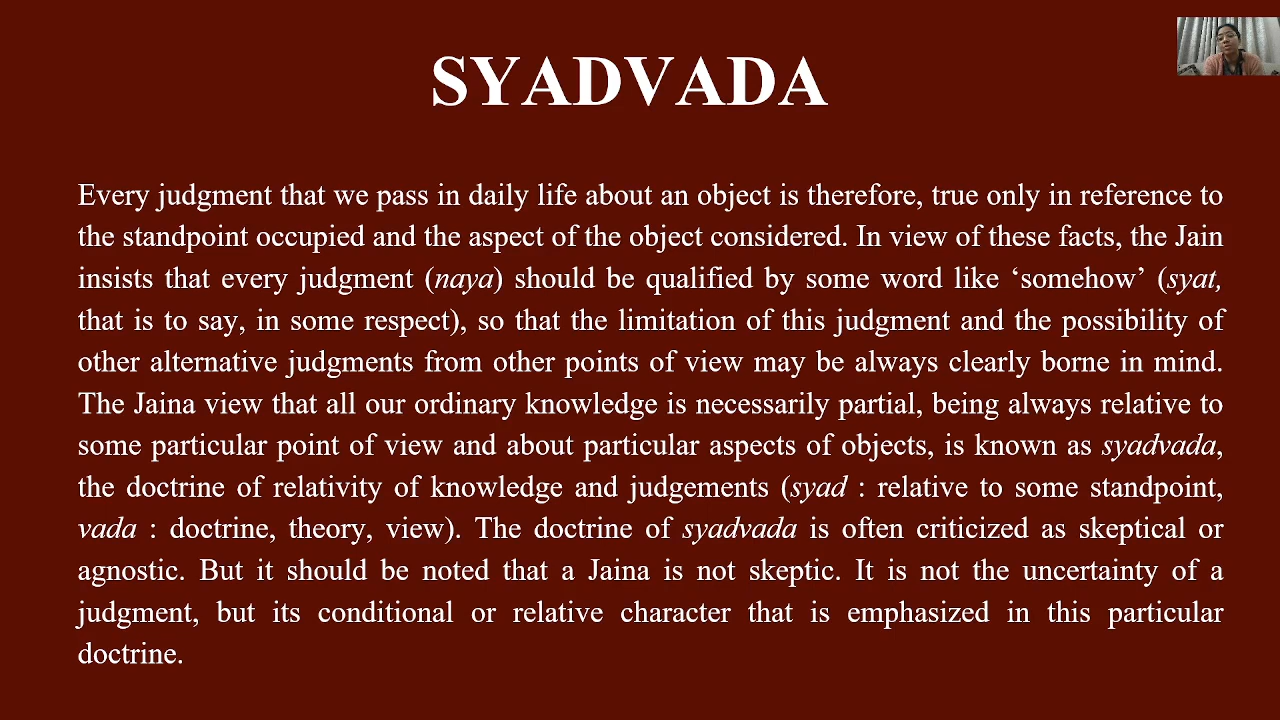 SYADVADA
Every judgment that we pass in daily life about an object is therefore, true only in reference to
the standpoint occupied and the aspect of the object considered. In view of these facts, the Jain
insists that every judgment (naya) should be qualified by some word like ‘somehow’ (syat,
that is to say, in some respect), so that the limitation of this judgment and the possibility of
other alternative judgments from other points of view may be always clearly borne in mind.
The Jaina view that all our ordinary knowledge is necessarily partial, being always relative to
some particular point of view and about particular aspects of objects, is known as syadvada,
the doctrine of relativity of knowledge and judgements (syad : relative to some standpoint,
vada : doctrine, theory, view). The doctrine of syadvada is often criticized as skeptical or
agnostic. But it should be noted that a Jaina is not skeptic. It is not the uncertainty of a
judgment, but its conditional or relative character that is emphasized in this particular
doctrine.